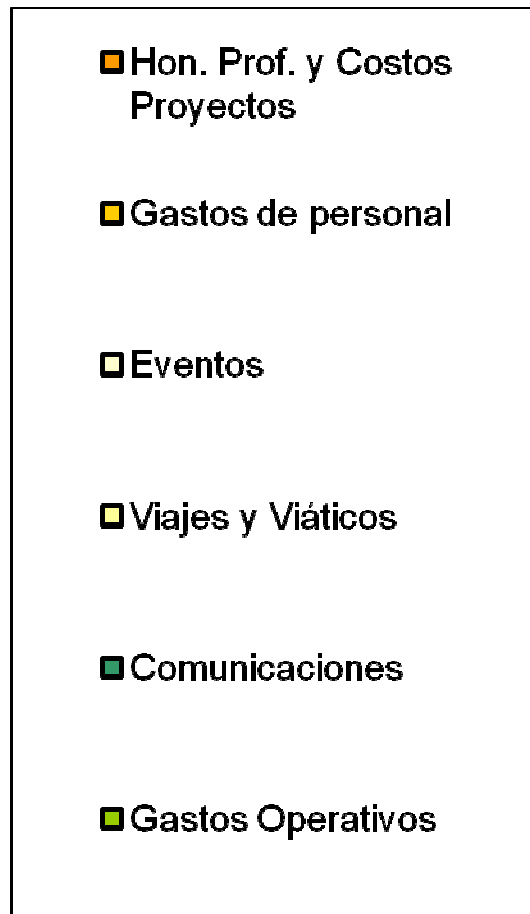 Hon. Prof. y Costos
Proyectos
Gastos de personal
Eventos
Viajes y Viáticos
Comunicaciones
Gastos Operativos